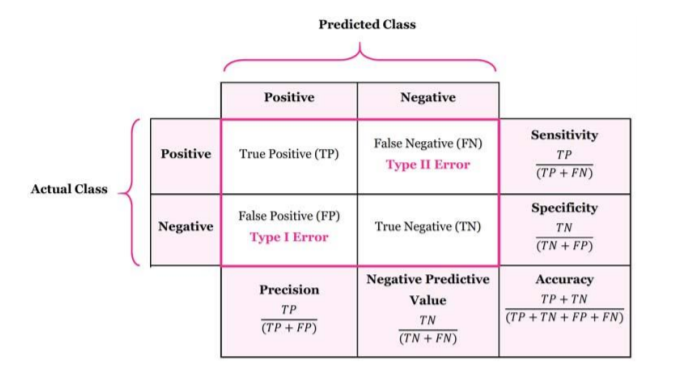 Predicted Class
Positive
Negative
Actual Class
Positive
True Positive (TP)
False Negative (FN)
Type II Error
Sensitivity
TP
(TP + FN)
Negative
False Positive (FP)
Type I Error
True Negative (TN)
Specificity
TN
(TN + FP)
Precision
TP
(TP + FP)
Negative Predictive
Value
TN
(TN + FN)
Accuracy
TP + TN
(TP + TN + FP + FN)